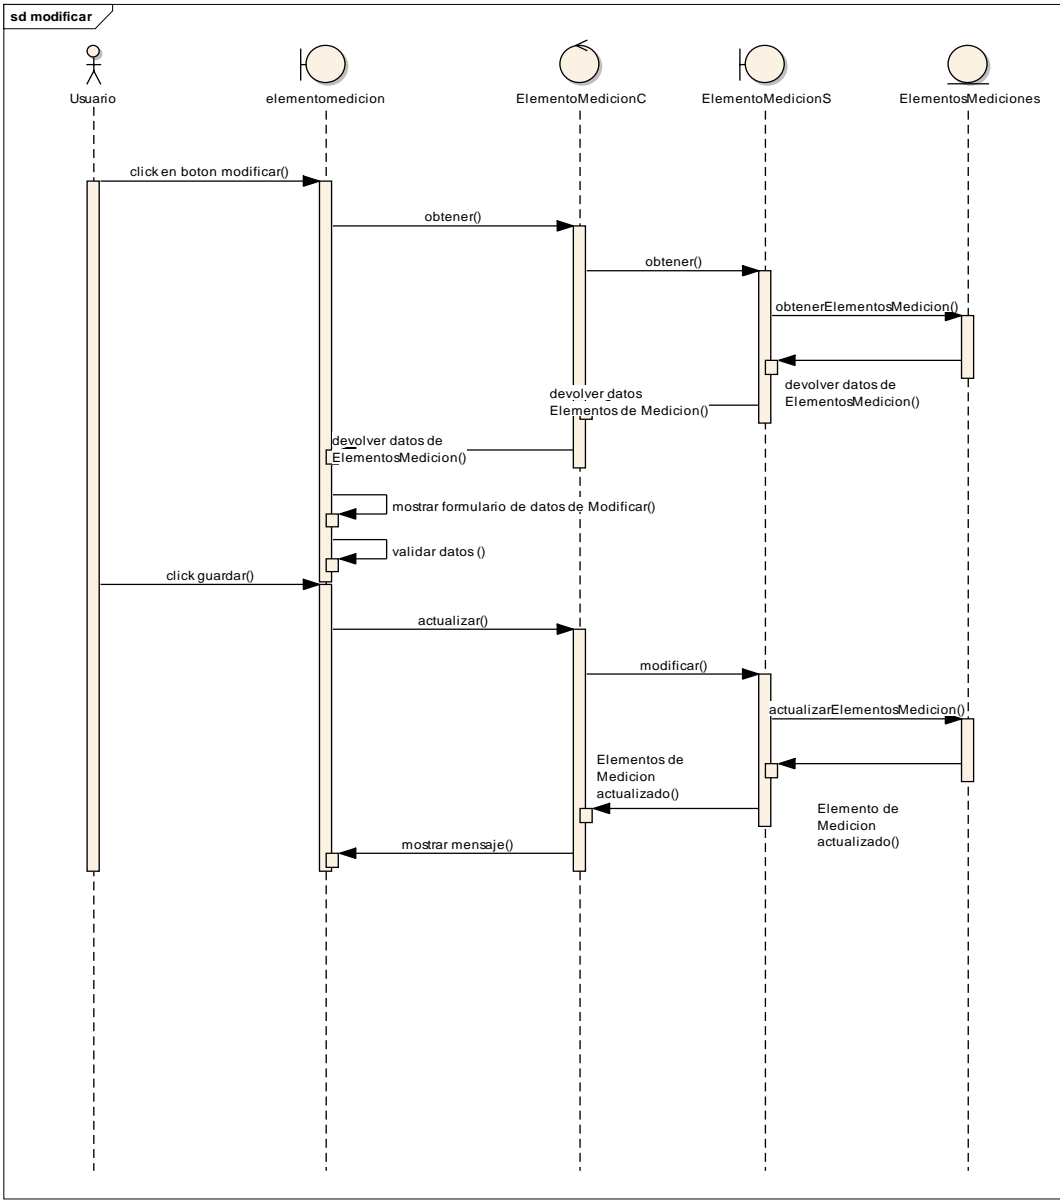 sd modificar
Usuario
elementomedicion
ElementoMedicionC
ElementoMedicionS
ElementosMediciones
click en boton modificar()
obtener()
obtener()
obtenerElementosMedicion()
devolver datos de
ElementosMedicion()
devolver datos
Elementos de Medicion()
devolver datos de
ElementosMedicion()
mostrar formulario de datos de Modificar()
validar datos ()
click guardar()
actualizar()
modificar()
actualizarElementosMedicion()
Elementos de
Medicion
actualizado()
Elemento de
Medicion
actualizado()
mostrar mensaje()